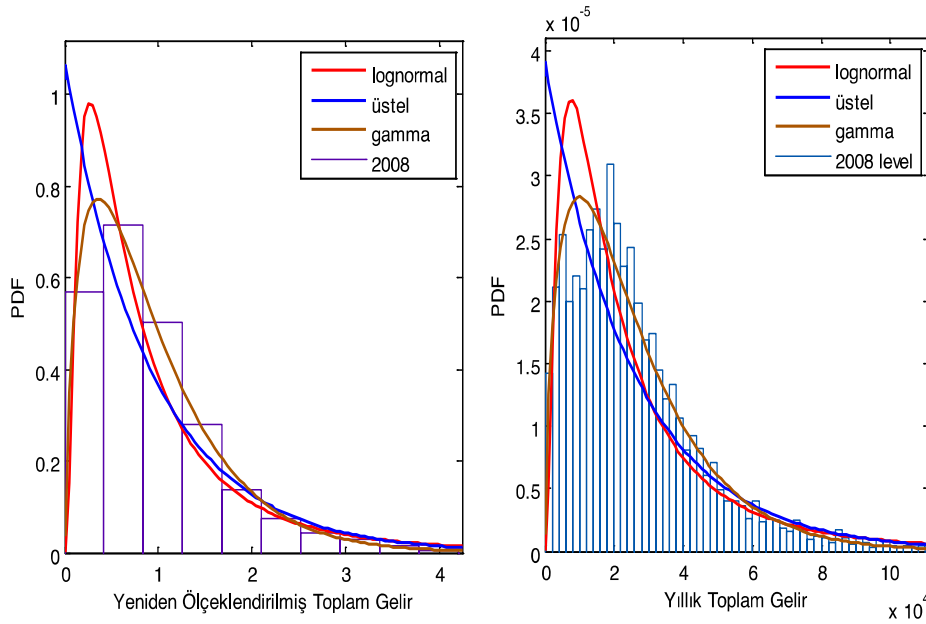 PDF
1
0.8
0.6
0.4
0.2
0
0 1 2 3 4
Yeniden Ölçeklendirilmiş Toplam Gelir
lognormal
üstel
gamma
2008
x 10⁻⁵
PDF
4
3.5
3
2.5
2
1.5
1
0.5
0
0 2 4 6 8 10
Yıllık Toplam Gelir
x 10⁴
lognormal
üstel
gamma
2008 level